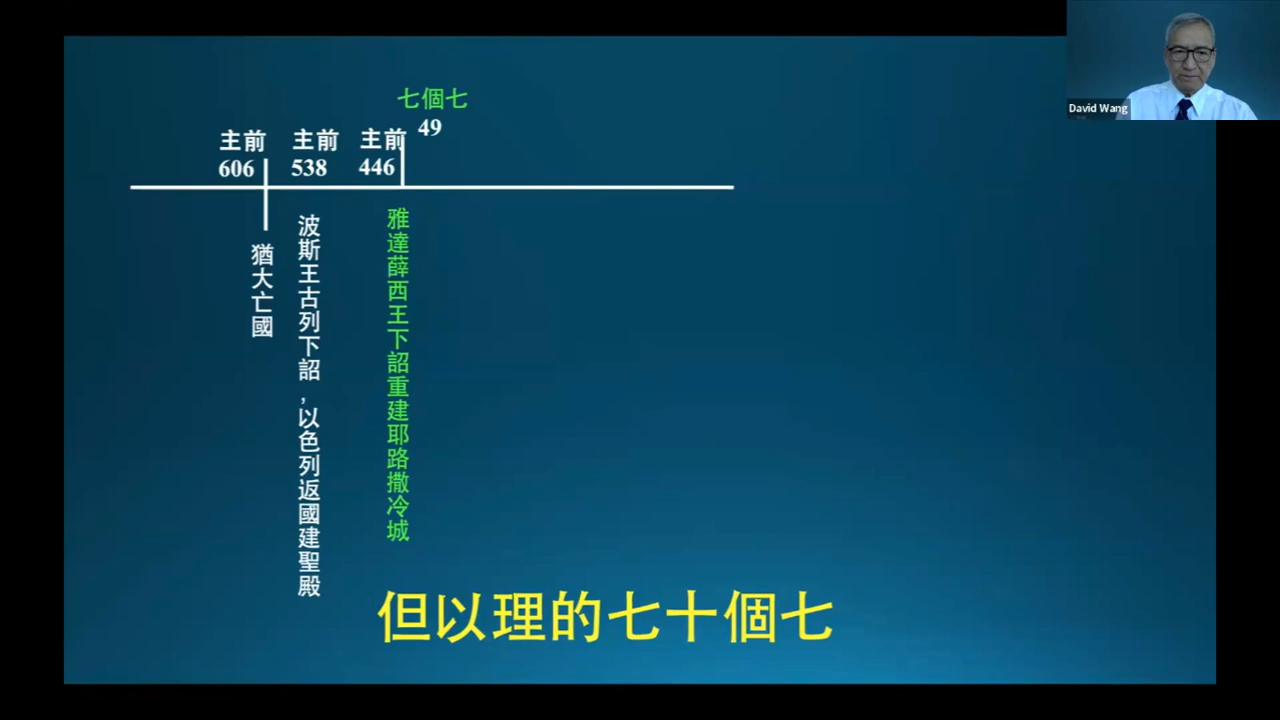 七個七
49
主前
606
主前
538
主前
446
猶大亡國
波斯王古列下詔,以色列返國建聖殿
雅達薛西王下詔重建耶路撒冷城
但以理的七十個七
David Wang